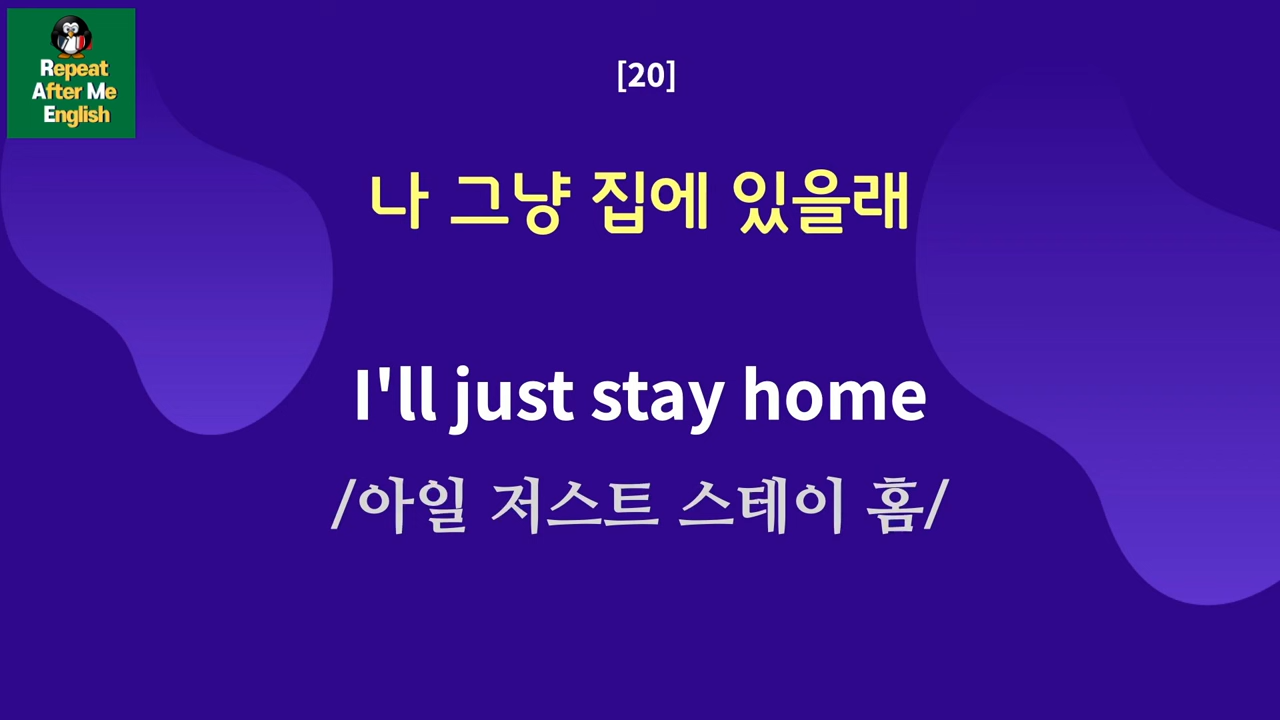 Repeat
After Me
English
[20]
나 그냥 집에 있을래
I'll just stay home
/아일 저스트 스테이 홈/